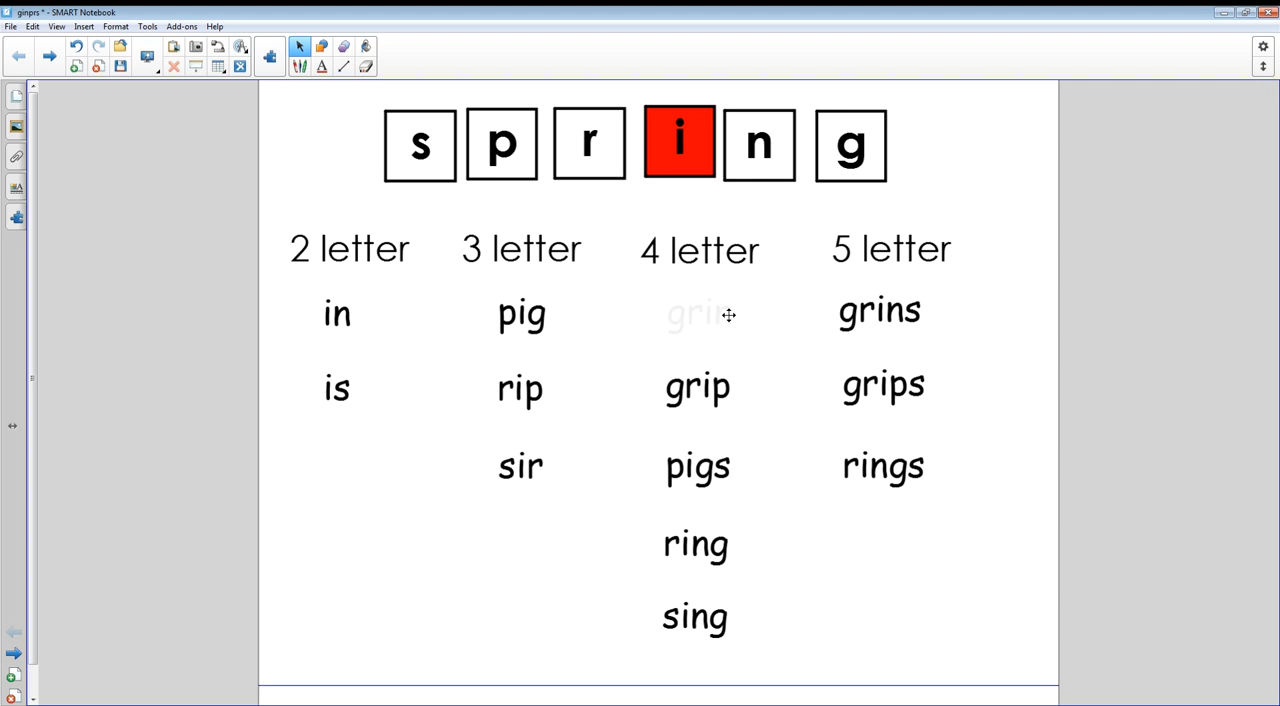 ginprs * - SMART Notebook
File Edit View Insert Format Tools Add-ons Help
s p r i n g
2 letter 3 letter 4 letter 5 letter
in pig grin grins
is rip grip grips
sir pigs rings
ring
sing